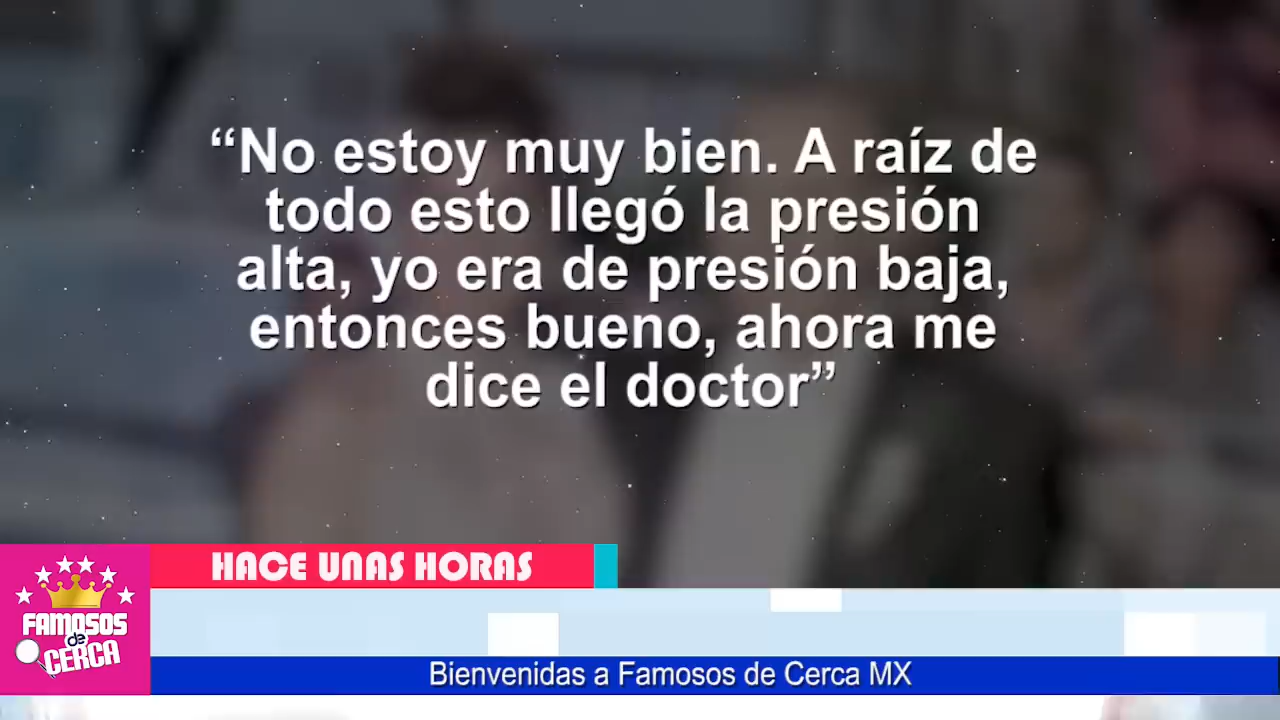 “No estoy muy bien. A raíz de
todo esto llegó la presión
alta, yo era de presión baja,
entonces bueno, ahora me
dice el doctor”
HACE UNAS HORAS
FAMOSOS
de
CERCA
Bienvenidas a Famosos de Cerca MX